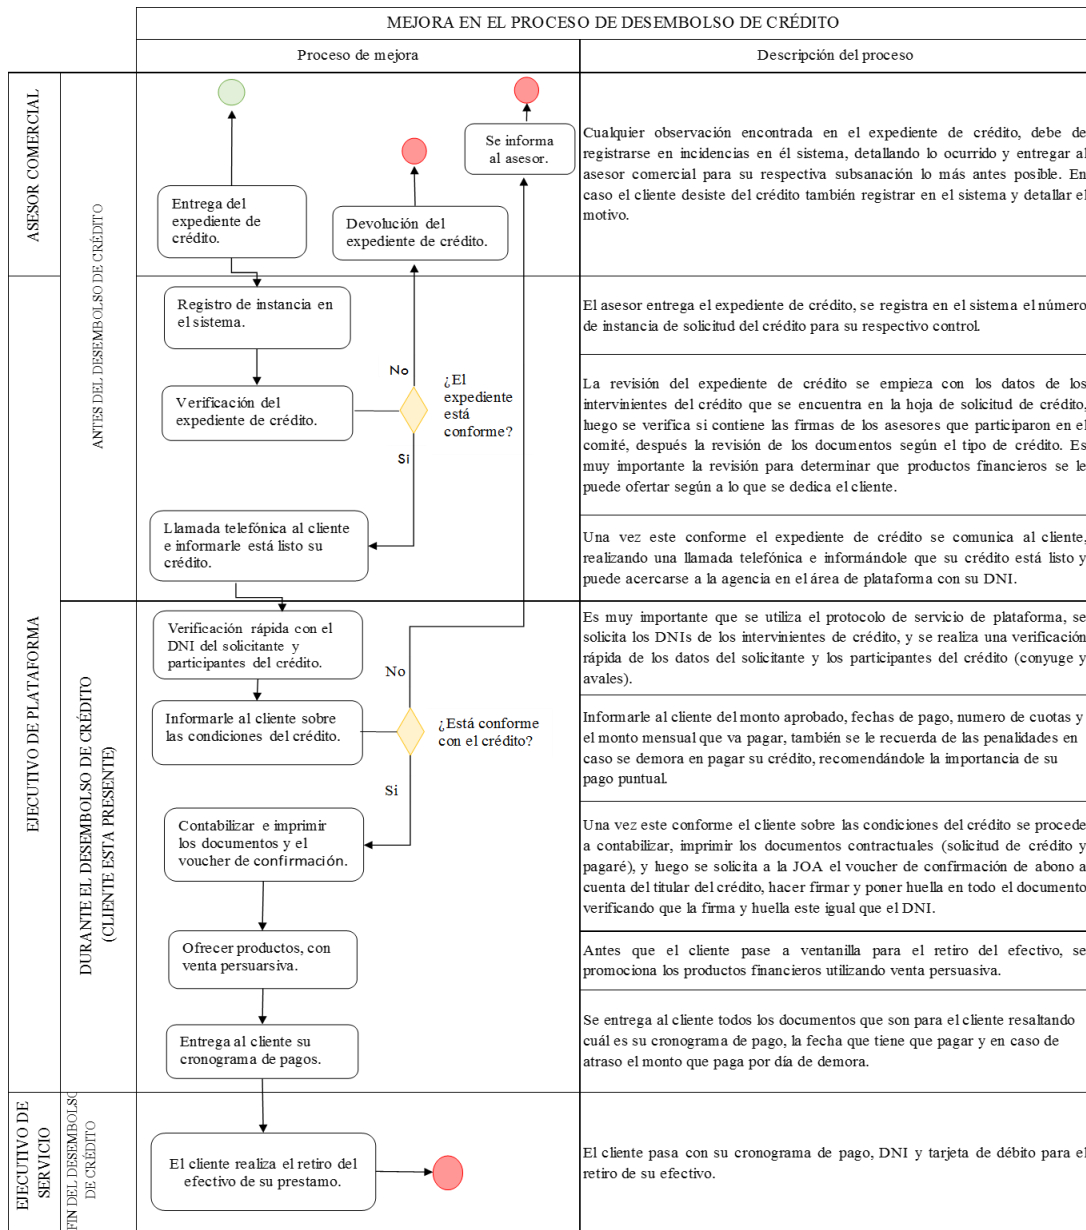 MEJORA EN EL PROCESO DE DESEMBOLSO DE CRÉDITO
Proceso de mejora
Descripción del proceso
ASESOR COMERCIAL
ANTES DEL DESEMBOLSO DE CRÉDITO
Se informa
al asesor.
Entrega del
expediente de
crédito.
Devolución del
expediente de crédito.
Cualquier observación encontrada en el expediente de crédito, debe de
registrarse en incidencias en él sistema, detallando lo ocurrido y entregar al
asesor comercial para su respectiva subsanación lo más antes posible. En
caso el cliente desiste del crédito también registrar en el sistema y detallar el
motivo.
EJECUTIVO DE PLATAFORMA
Registro de instancia en
el sistema.
El asesor entrega el expediente de crédito, se registra en el sistema el número
de instancia de solicitud del crédito para su respectivo control.
Verificación del
expediente de crédito.
No
¿El
expediente
está
conforme?
Si
La revisión del expediente de crédito se empieza con los datos de los
intervinientes del crédito que se encuentra en la hoja de solicitud de crédito,
luego se verifica si contiene las firmas de los asesores que participaron en el
comité, después la revisión de los documentos según el tipo de crédito. Es
muy importante la revisión para determinar que productos financieros se le
puede ofertar según a lo que se dedica el cliente.
Llamada telefónica al cliente
e informarle está listo su
crédito.
Una vez este conforme el expediente de crédito se comunica al cliente,
realizando una llamada telefónica e informándole que su crédito está listo y
puede acercarse a la agencia en el área de plataforma con su DNI.
DURANTE EL DESEMBOLSO DE CRÉDITO
(CLIENTE ESTA PRESENTE)
Verificación rápida con el
DNI del solicitante y
participantes del crédito.
No
Es muy importante que se utiliza el protocolo de servicio de plataforma, se
solicita los DNIs de los intervinientes de crédito, y se realiza una verificación
rápida de los datos del solicitante y los participantes del crédito (conyuge y
avales).
Informarle al cliente sobre
las condiciones del crédito.
¿Está conforme
con el crédito?
Si
Informarle al cliente del monto aprobado, fechas de pago, numero de cuotas y
el monto mensual que va pagar, también se le recuerda de las penalidades en
caso se demora en pagar su crédito, recomendándole la importancia de su
pago puntual.
Contabilizar e imprimir
los documentos y el
voucher de confirmación.
Una vez este conforme el cliente sobre las condiciones del crédito se procede
a contabilizar, imprimir los documentos contractuales (solicitud de crédito y
pagaré), y luego se solicita a la JOA el voucher de confirmación de abono a
cuenta del titular del crédito, hacer firmar y poner huella en todo el documento
verificando que la firma y huella este igual que el DNI.
Ofrecer productos, con
venta persuarsiva.
Antes que el cliente pase a ventanilla para el retiro del efectivo, se
promociona los productos financieros utilizando venta persuasiva.
Entrega al cliente su
cronograma de pagos.
Se entrega al cliente todos los documentos que son para el cliente resaltando
cuál es su cronograma de pago, la fecha que tiene que pagar y en caso de
atraso el monto que paga por día de demora.
EJECUTIVO DE
SERVICIO
FIN DEL DESEMBOLSO
DE CRÉDITO
El cliente realiza el retiro del
efectivo de su prestamo.
El cliente pasa con su cronograma de pago, DNI y tarjeta de débito para el
retiro de su efectivo.